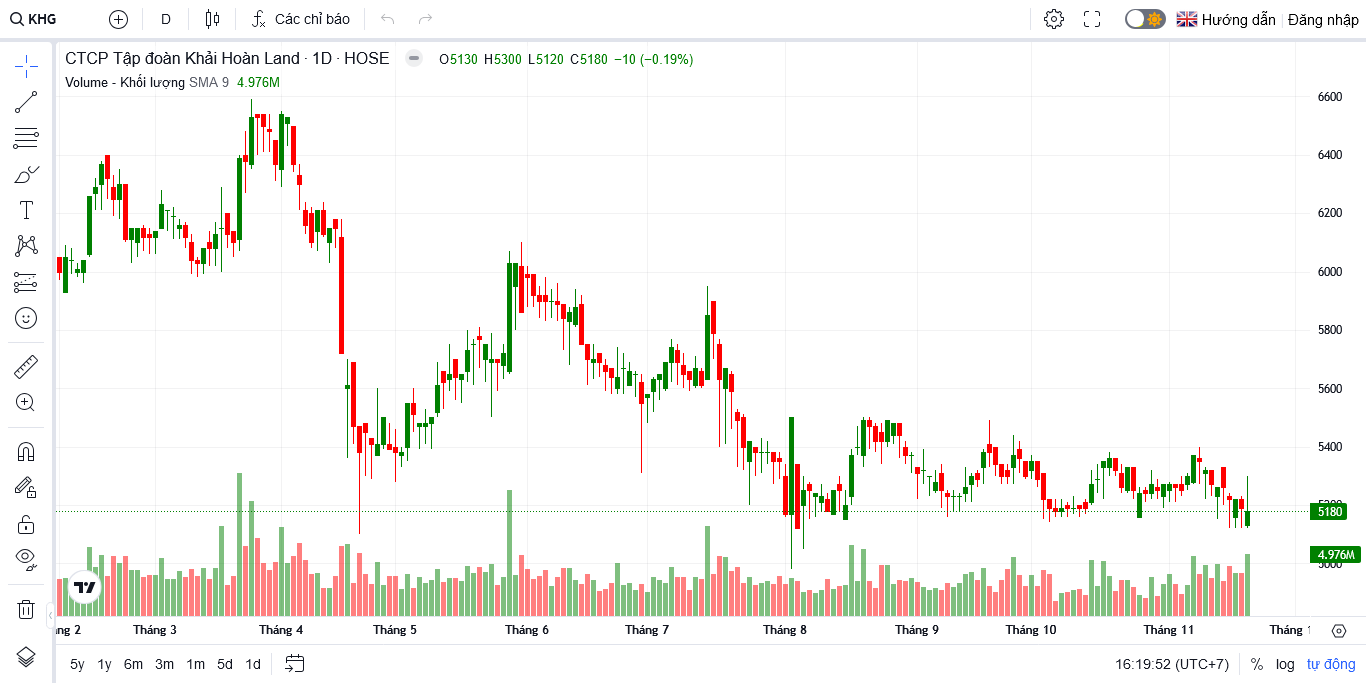 KHG D Các chỉ báo Hướng dẫn Đăng nhập
CTCP Tập đoàn Khải Hoàn Land · 1D · HOSE O5130 H5300 L5120 C5180 −10 (−0.19%)
Volume - Khối lượng SMA 9 4.976M
6600
6400
6200
6000
5800
5600
5400
5200
5180
4.976M
5000
ng 2 Tháng 3 Tháng 4 Tháng 5 Tháng 6 Tháng 7 Tháng 8 Tháng 9 Tháng 10 Tháng 11 Tháng 1
5y 1y 6m 3m 1m 5d 1d 16:19:52 (UTC+7) % log tự động